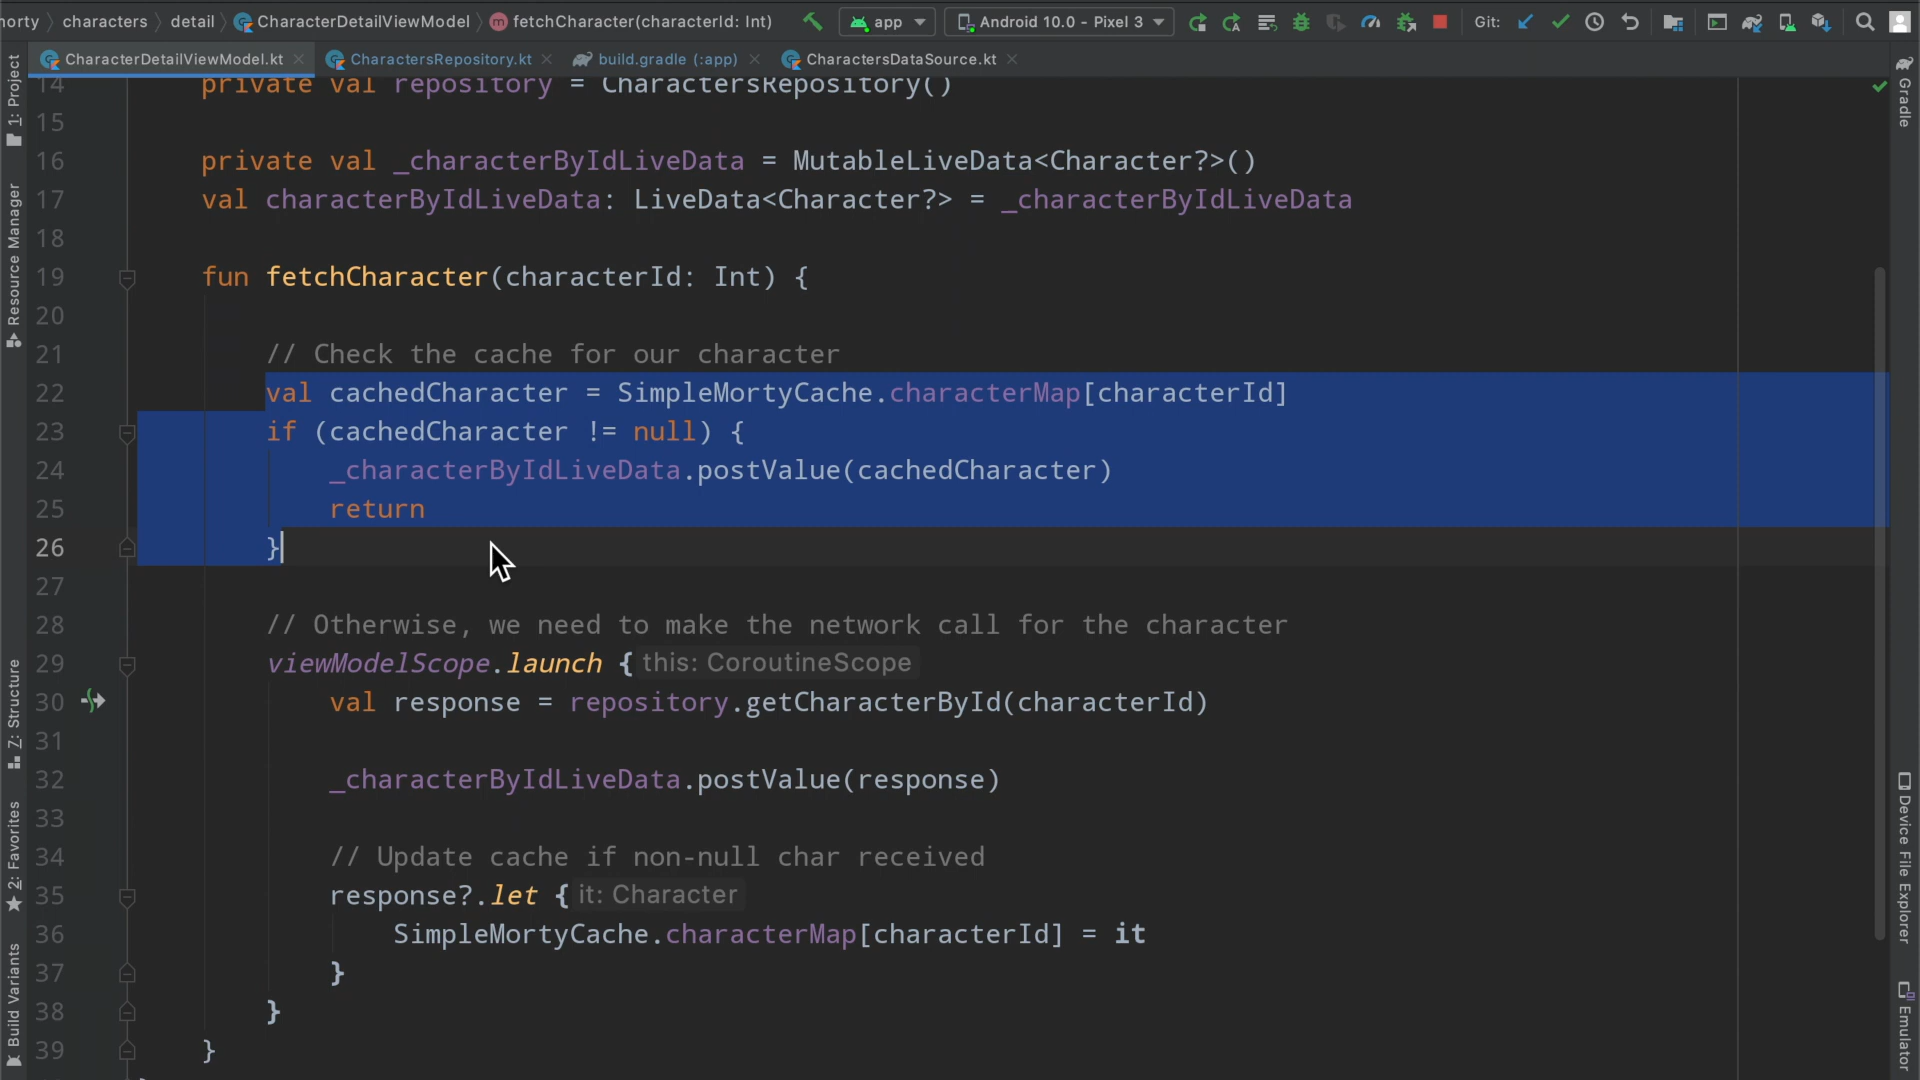 orty characters detail CharacterDetailViewModel fetchCharacter(characterId: Int) app Android 10.0 - Pixel 3 Git:
CharacterDetailViewModel.kt CharactersRepository.kt build.gradle (:app) CharactersDataSource.kt
14 private val repository = CharactersRepository()
15
16 private val _characterByIdLiveData = MutableLiveData<Character?>()
17 val characterByIdLiveData: LiveData<Character?> = _characterByIdLiveData
18
19 fun fetchCharacter(characterId: Int) {
20
21 // Check the cache for our character
22 val cachedCharacter = SimpleMortyCache.characterMap[characterId]
23 if (cachedCharacter != null) {
24 _characterByIdLiveData.postValue(cachedCharacter)
25 return
26 }
27
28 // Otherwise, we need to make the network call for the character
29 viewModelScope.launch { this: CoroutineScope
30 val response = repository.getCharacterById(characterId)
31
32 _characterByIdLiveData.postValue(response)
33
34 // Update cache if non-null char received
35 response?.let { it: Character
36 SimpleMortyCache.characterMap[characterId] = it
37 }
38 }
39 }
1: Project
Resource Manager
Z: Structure
2: Favorites
Build Variants
Gradle
Device File Explorer
Emulator